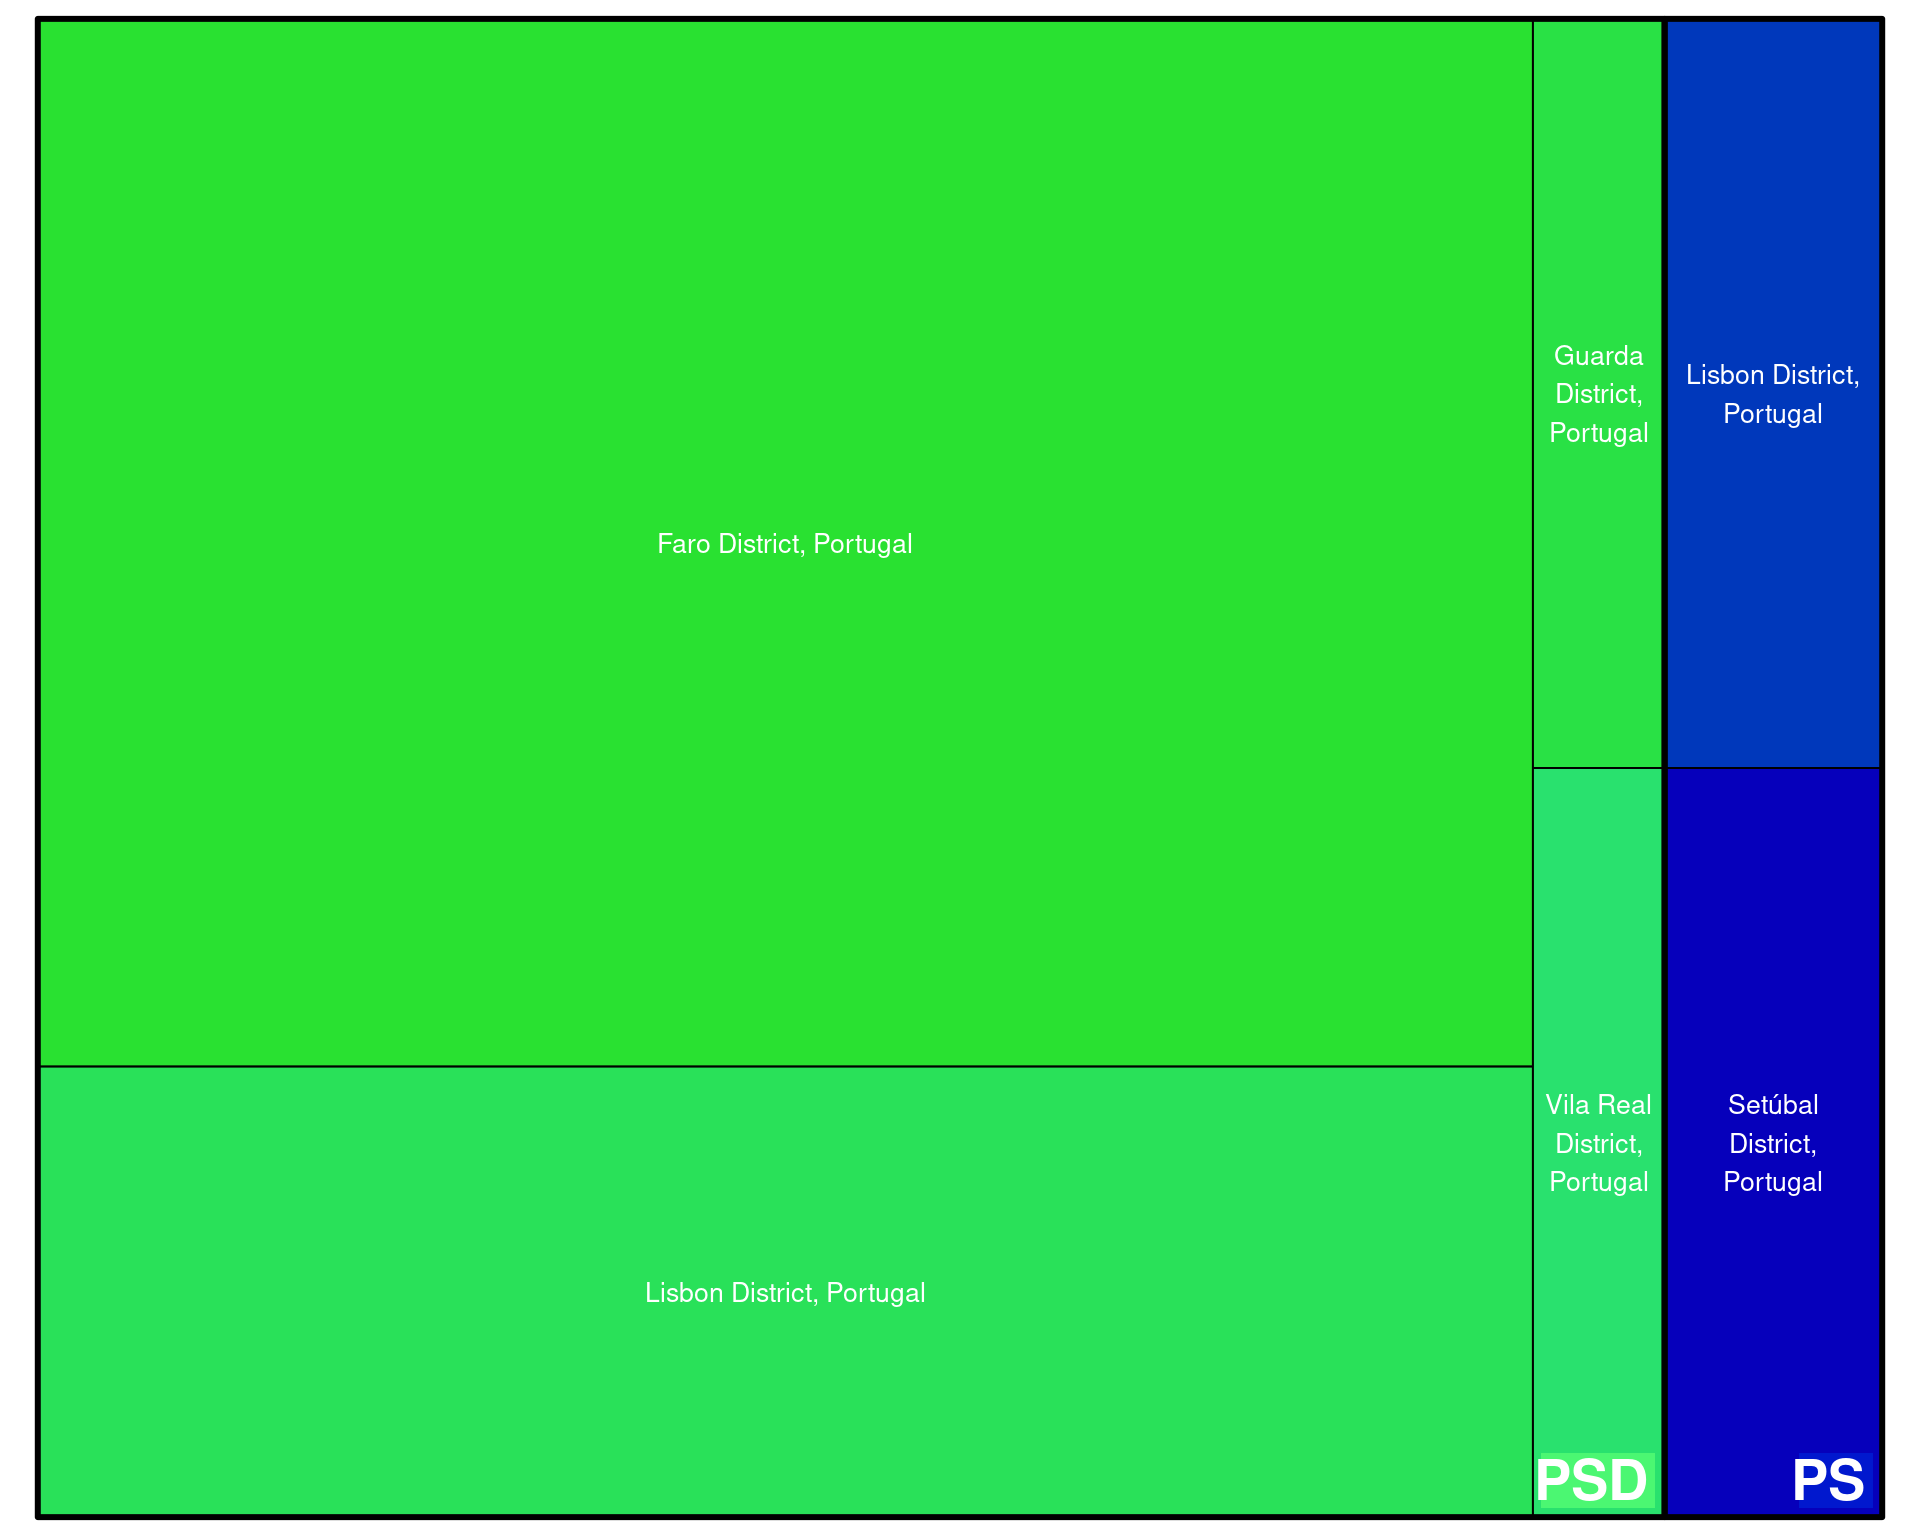 Faro District, Portugal
Lisbon District, Portugal
Guarda
District,
Portugal
Vila Real
District,
Portugal
PSD
Lisbon District,
Portugal
Setúbal
District,
Portugal
PS